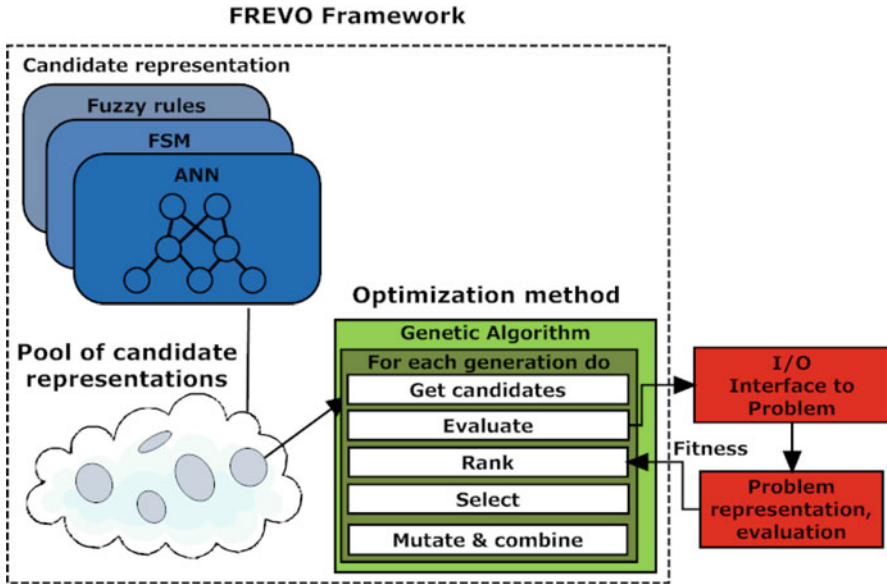 FREVO Framework
Candidate representation
Fuzzy rules
FSM
ANN
Optimization method
Pool of candidate
representations
Genetic Algorithm
For each generation do
Get candidates
Evaluate
Rank
Select
Mutate & combine
I/O
Interface to
Problem
Fitness
Problem
representation,
evaluation